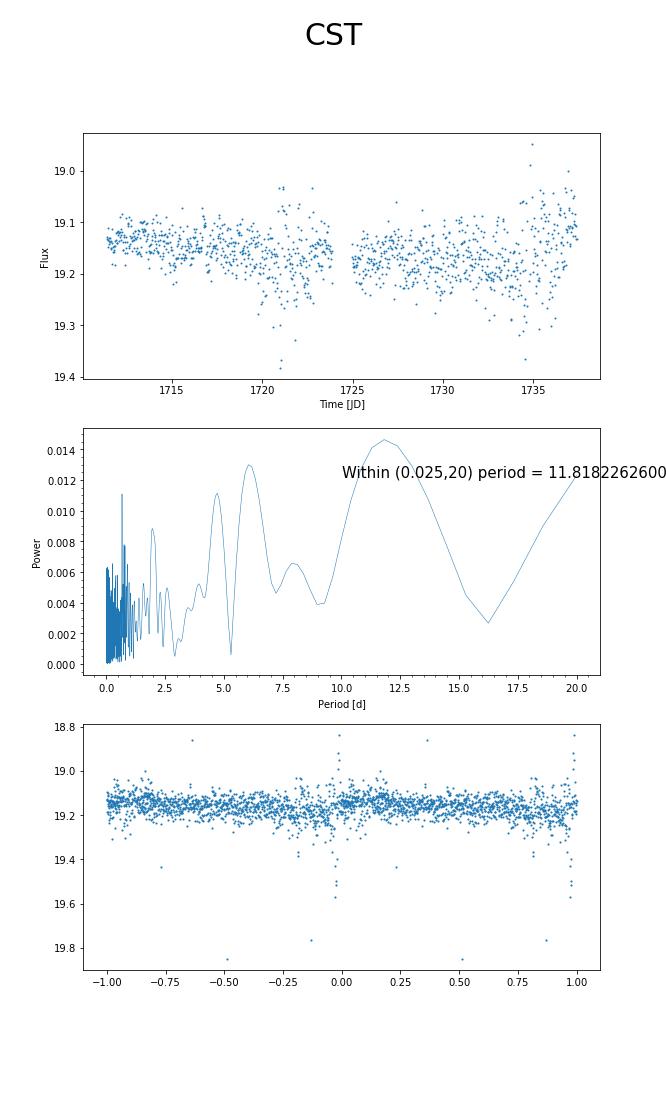 CST
19.0
19.1
19.2
19.3
19.4
Flux
1715 1720 1725 1730 1735
Time [JD]
0.014
0.012
0.010
0.008
0.006
0.004
0.002
0.000
Power
Within (0.025,20) period = 11.8182262600
0.0 2.5 5.0 7.5 10.0 12.5 15.0 17.5 20.0
Period [d]
18.8
19.0
19.2
19.4
19.6
19.8
−1.00 −0.75 −0.50 −0.25 0.00 0.25 0.50 0.75 1.00